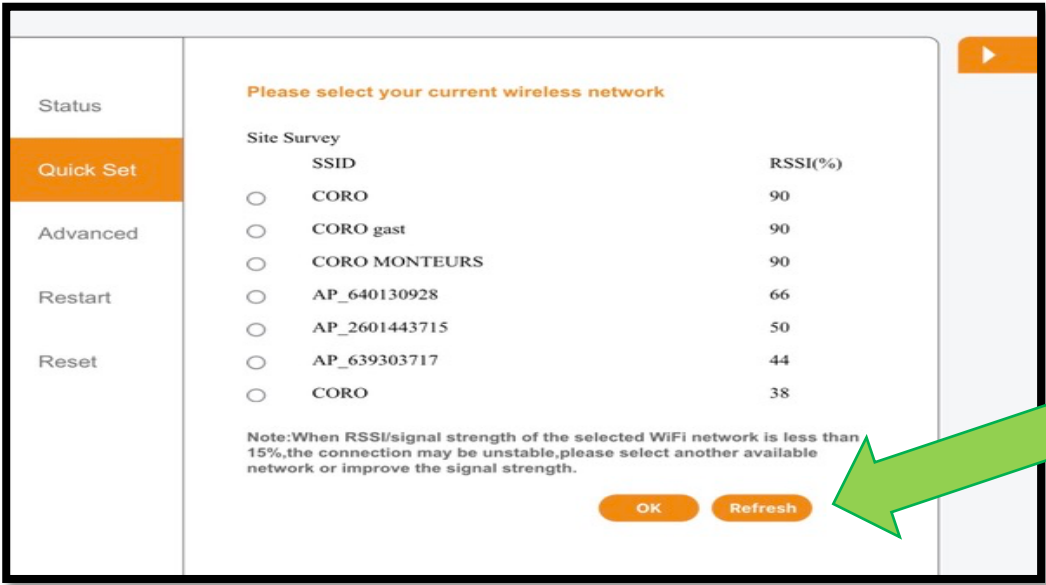 Status
Quick Set
Advanced
Restart
Reset
Please select your current wireless network
Site Survey
SSID RSSI(%)
CORO 90
CORO gast 90
CORO MONTEURS 90
AP_640130928 66
AP_2601443715 50
AP_639303717 44
CORO 38
Note:When RSSI/signal strength of the selected WiFi network is less than
15%,the connection may be unstable,please select another available
network or improve the signal strength.
OK Refresh